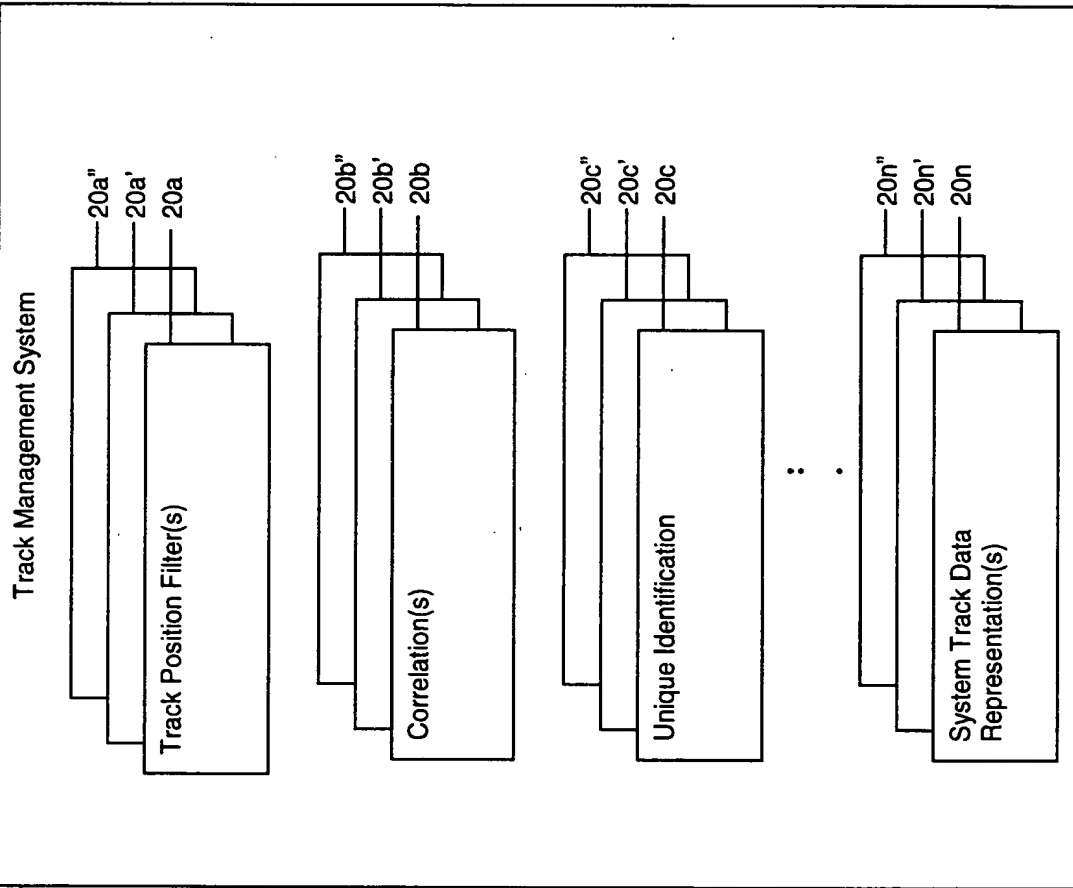 Track Management System
20a"
20a'
20a
Track Position Filter(s)
20b"
20b'
20b
Correlation(s)
20c"
20c'
20c
Unique Identification
20n"
20n'
20n
System Track Data
Representation(s)